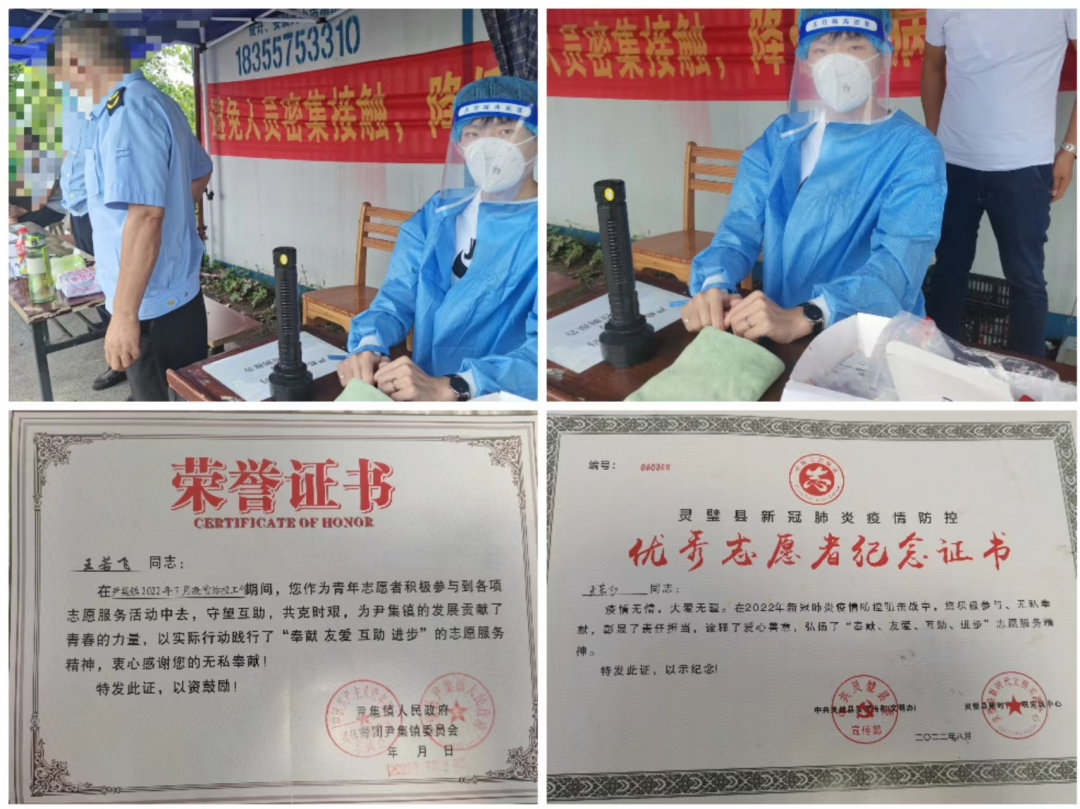 18355753310
避免人员密集接触，降
人员密集接触，降
荣誉证书
CERTIFICATE OF HONOR
王若飞 同志：
在尹集镇2022年7月疫情防控工作期间，您作为青年志愿者积极参与到各项
志愿服务活动中去，守望互助，共克时艰，为尹集镇的发展贡献了
青春的力量，以实际行动践行了“奉献 友爱 互助 进步”的志愿服务
精神，衷心感谢您的无私奉献！
特发此证，以资鼓励！
尹集镇人民政府
共青团尹集镇委员会
年 月 日
编号：
灵璧县新冠肺炎疫情防控
优秀志愿者纪念证书
同志：
疫情无情，大爱无疆。在2022年新冠肺炎疫情防控阻击战中，您积极参与、无私奉
献，彰显了责任担当，诠释了爱心善意，弘扬了“奉献、友爱、互助、进步”志愿服务精
神。
特发此证，以示纪念！
中共灵璧县委
宣传部
二〇二二年八月